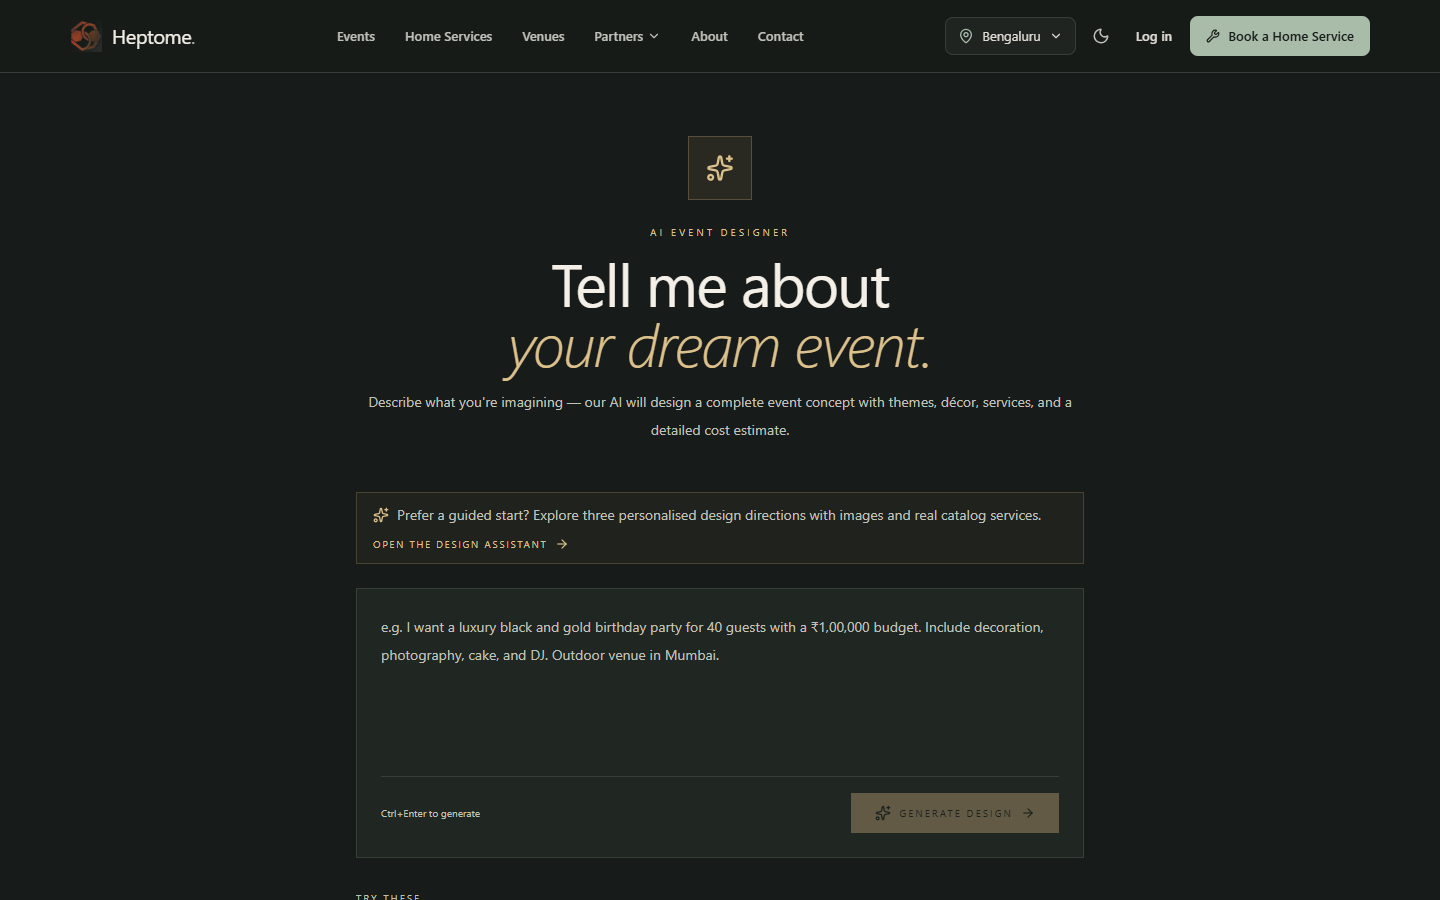 Heptome.
Events
Home Services
Venues
Partners
About
Contact
Bengaluru
Log in
Book a Home Service
AI EVENT DESIGNER
Tell me about
your dream event.
Describe what you're imagining — our AI will design a complete event concept with themes, décor, services, and a
detailed cost estimate.
Prefer a guided start? Explore three personalised design directions with images and real catalog services.
OPEN THE DESIGN ASSISTANT
e.g. I want a luxury black and gold birthday party for 40 guests with a ₹1,00,000 budget. Include decoration,
photography, cake, and DJ. Outdoor venue in Mumbai.
Ctrl+Enter to generate
GENERATE DESIGN
TRY THESE